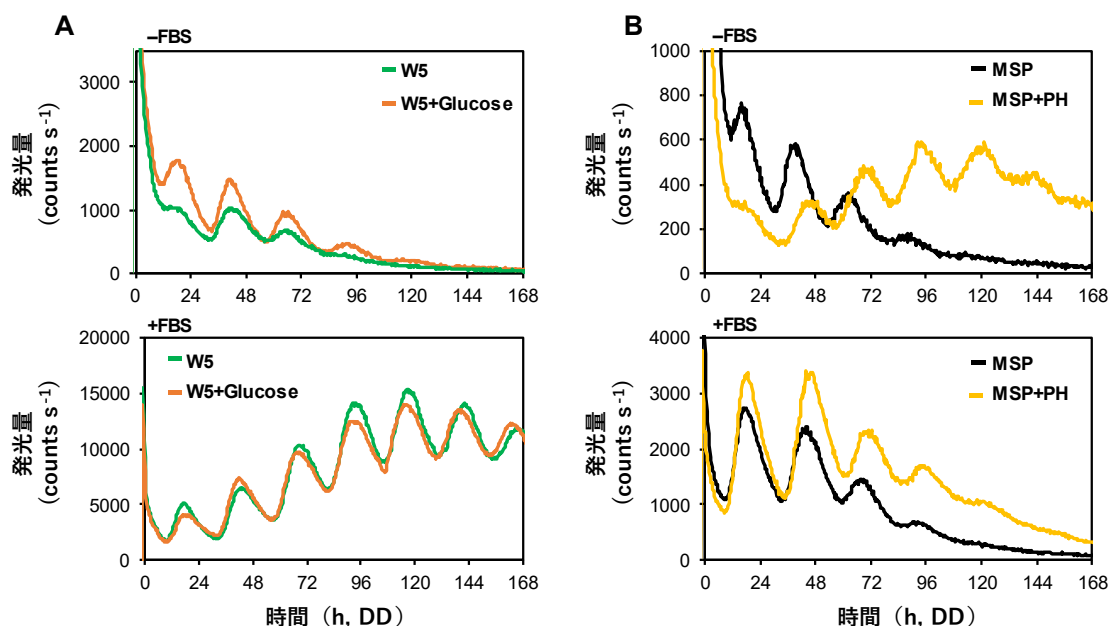 A
–FBS
3000
2000
1000
0
0 24 48 72 96 120 144 168
W5
W5+Glucose
発光量
(counts s⁻¹)
+FBS
20000
15000
10000
5000
0
0 24 48 72 96 120 144 168
W5
W5+Glucose
発光量
(counts s⁻¹)
時間 (h, DD)
B
–FBS
1000
800
600
400
200
0
0 24 48 72 96 120 144 168
MSP
MSP+PH
発光量
(counts s⁻¹)
+FBS
4000
3000
2000
1000
0
0 24 48 72 96 120 144 168
MSP
MSP+PH
発光量
(counts s⁻¹)
時間 (h, DD)